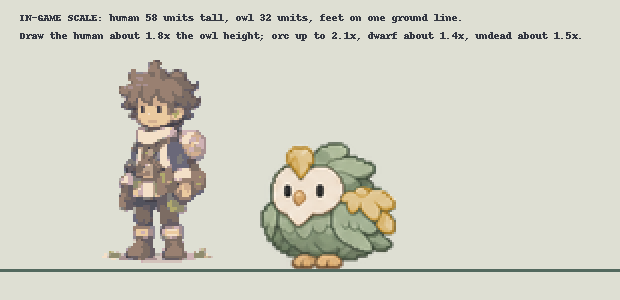 IN-GAME SCALE: human 58 units tall, owl 32 units, feet on one ground line.
Draw the human about 1.8x the owl height; orc up to 2.1x, dwarf about 1.4x, undead about 1.5x.